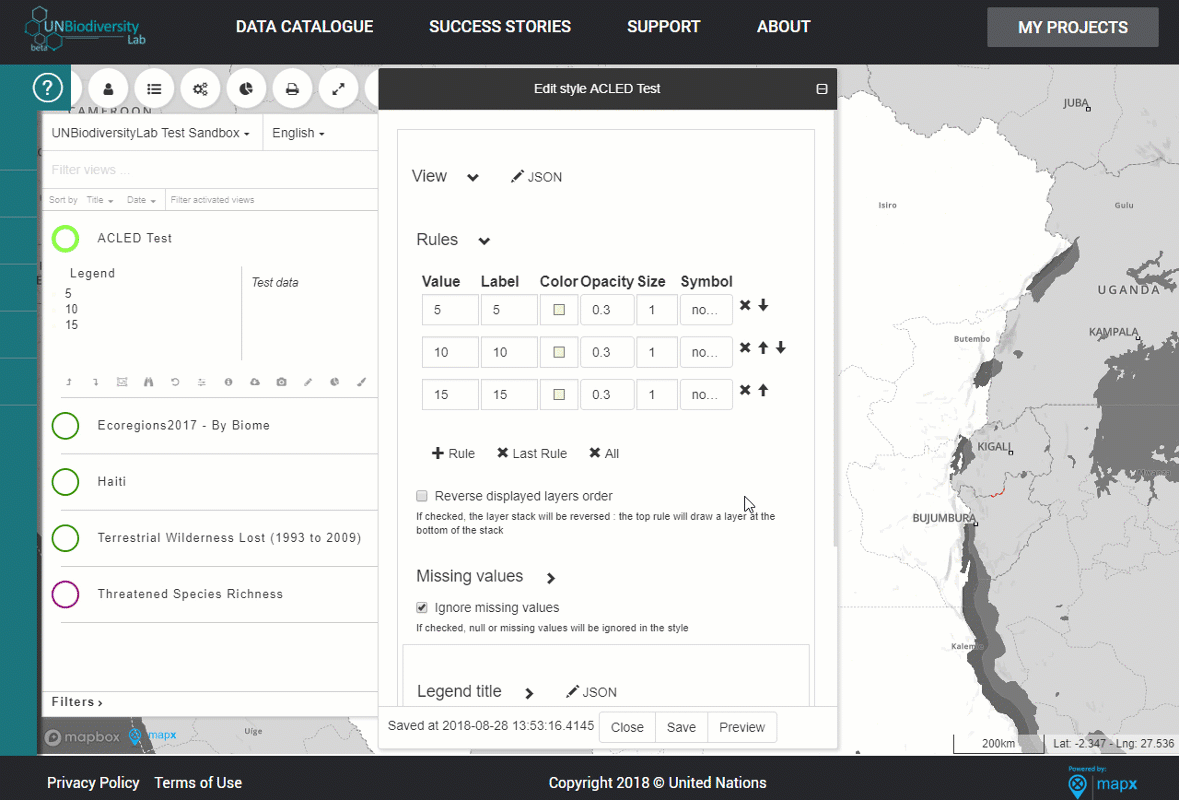 UNBiodiversity
Lab
beta
DATA CATALOGUE
SUCCESS STORIES
SUPPORT
ABOUT
MY PROJECTS
?
CAMEROON
UNBiodiversityLab Test Sandbox
English
Filter views ...
Sort by Title Date Filter activated views
ACLED Test
Legend
5
10
15
Test data
Ecoregions2017 - By Biome
Haiti
Terrestrial Wilderness Lost (1993 to 2009)
Threatened Species Richness
Filters
Edit style ACLED Test
View
JSON
Rules
Value Label Color Opacity Size Symbol
5 5 0.3 1 no...
10 10 0.3 1 no...
15 15 0.3 1 no...
Rule Last Rule All
Reverse displayed layers order
If checked, the layer stack will be reversed : the top rule will draw a layer at the
bottom of the stack
Missing values
Ignore missing values
If checked, null or missing values will be ignored in the style
Legend title
JSON
Saved at 2018-08-28 13:53:16.4145
Close
Save
Preview
JUBA
Isiro
Gulu
UGANDA
KAMPALA
Butembo
KIGALI
BUJUMBURA
Uíge
mapbox
mapx
200km
Lat: -2.347 - Lng: 27.536
Privacy Policy
Terms of Use
Copyright 2018 © United Nations
Powered by:
mapx